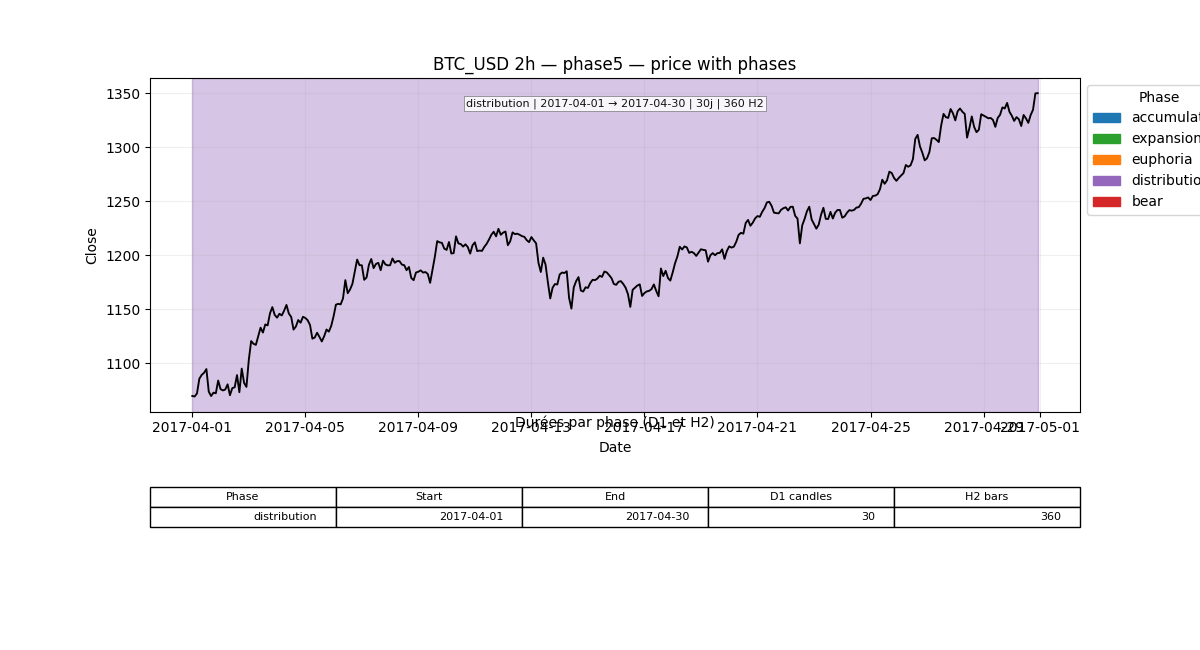 BTC_USD 2h — phase5 — price with phases
distribution | 2017-04-01 → 2017-04-30 | 30j | 360 H2
Phase
accumulat
expansion
euphoria
distributio
bear
Close
1350
1300
1250
1200
1150
1100
Durées par phase (D1 et H2)
2017-04-01 2017-04-05 2017-04-09 2017-04-13 2017-04-17 2017-04-21 2017-04-25 2017-04-29 2017-05-01
Date
Phase Start End D1 candles H2 bars
distribution 2017-04-01 2017-04-30 30 360